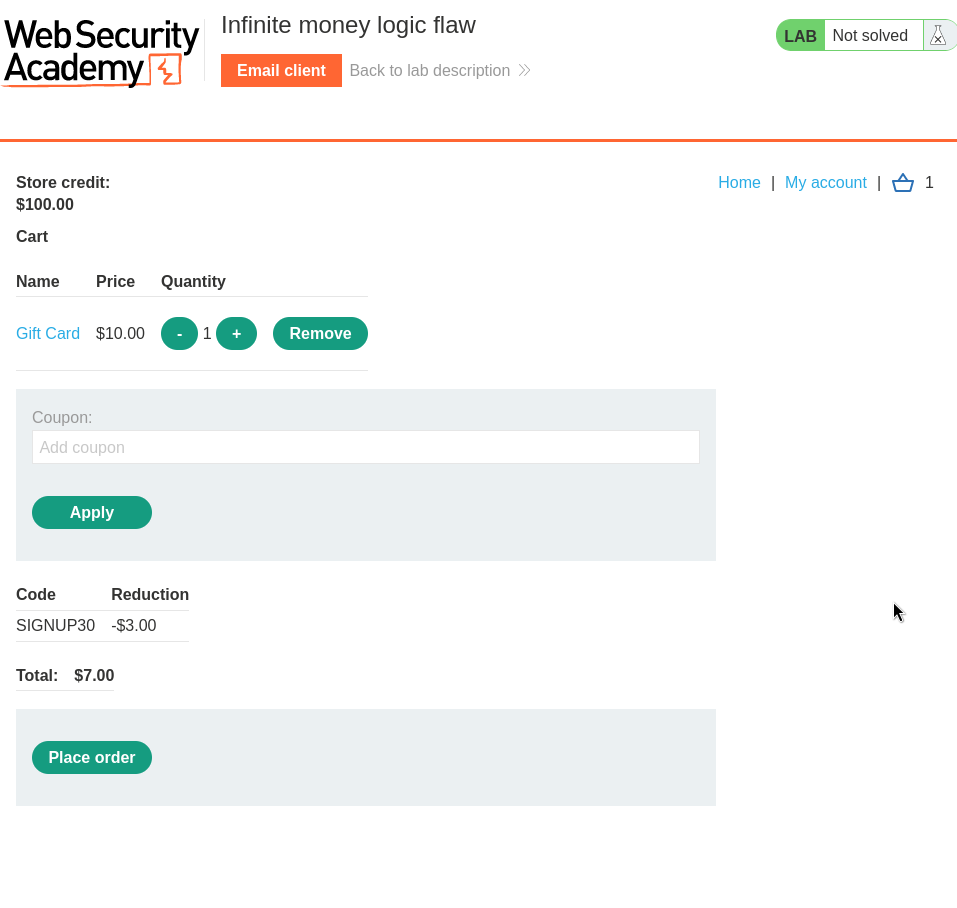 Web Security
Academy
Infinite money logic flaw
Email client
Back to lab description
LAB Not solved
Store credit:
$100.00
Home | My account | 1
Cart
Name Price Quantity
Gift Card $10.00 - 1 + Remove
Coupon:
Add coupon
Apply
Code Reduction
SIGNUP30 -$3.00
Total: $7.00
Place order